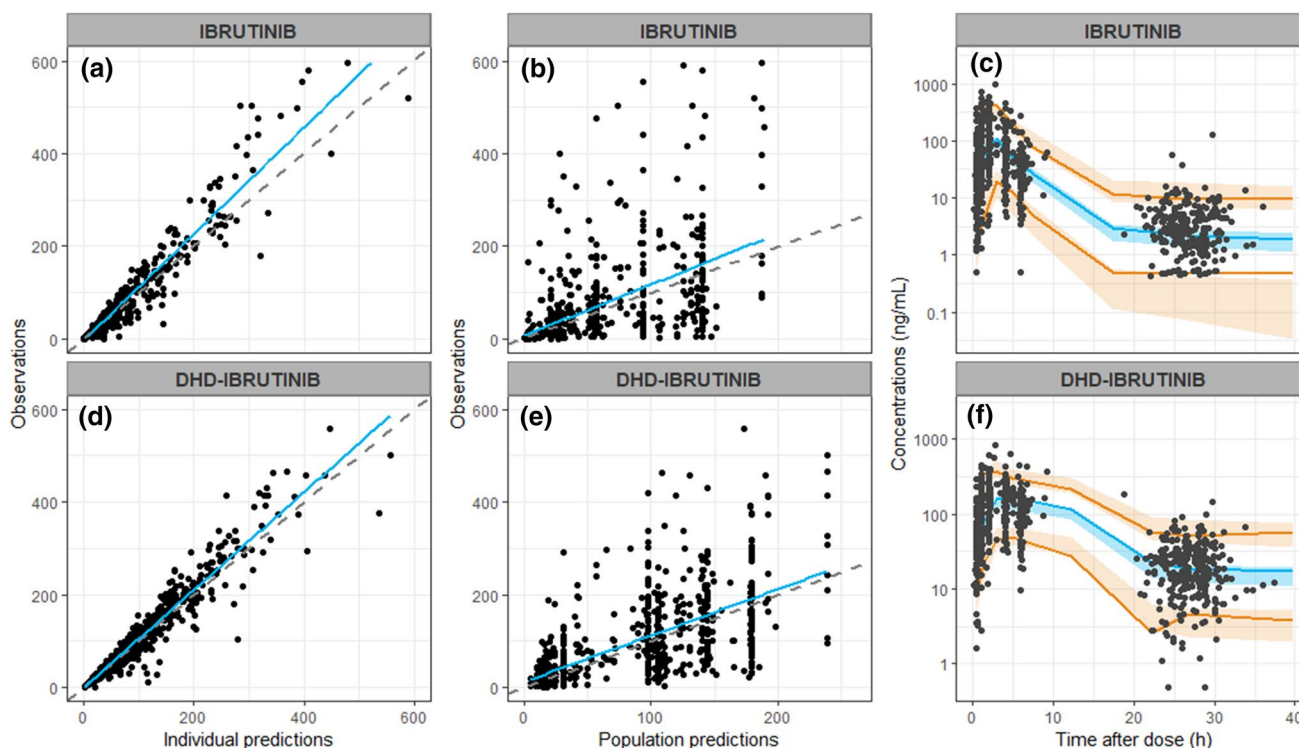 IBRUTINIB
(a)
600
400
200
0
Observations
IBRUTINIB
(b)
600
400
200
0
Observations
IBRUTINIB
(c)
1000
100
10
1
0.1
Concentrations (ng/mL)
DHD-IBRUTINIB
(d)
600
400
200
0
0 200 400 600
Individual predictions
DHD-IBRUTINIB
(e)
600
400
200
0
0 100 200
Population predictions
DHD-IBRUTINIB
(f)
1000
100
10
1
0 10 20 30 40
Time after dose (h)